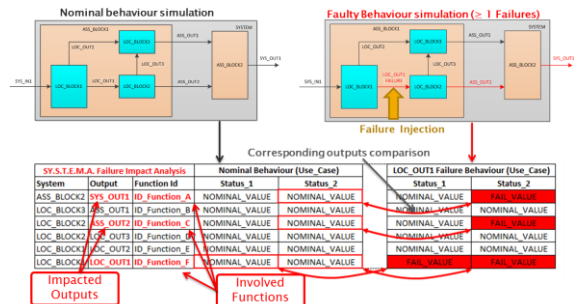 Nominal behaviour simulation
Faulty Behaviour simulation (≥ 1 Failures)
SYSTEM
ASS_BLOCK1
LOC_BLOCK3
ASS_OUT1
LOC_OUT2
LOC_OUT3
SYS_IN1
LOC_BLOCK1
LOC_OUT1
LOC_BLOCK2
ASS_OUT2
ASS_BLOCK2
SYS_OUT1
SYSTEM
ASS_BLOCK1
LOC_BLOCK3
ASS_OUT1
LOC_OUT2
LOC_OUT3
SYS_IN1
LOC_BLOCK1
LOC_OUT1
FAILURE
LOC_BLOCK2
ASS_OUT2
ASS_BLOCK2
SYS_OUT1
Failure Injection
Corresponding outputs comparison
SY.S.T.E.M.A. Failure Impact Analysis Nominal Behaviour (Use_Case) LOC_OUT1 Failure Behaviour (Use_Case)
System Output Function Id Status_1 Status_2 Status_1 Status_2
ASS_BLOCK2 SYS_OUT1 ID_Function_A NOMINAL_VALUE NOMINAL_VALUE NOMINAL_VALUE FAIL_VALUE
LOC_BLOCK3 ASS_OUT1 ID_Function_B NOMINAL_VALUE NOMINAL_VALUE NOMINAL_VALUE NOMINAL_VALUE
LOC_BLOCK2 ASS_OUT2 ID_Function_C NOMINAL_VALUE NOMINAL_VALUE NOMINAL_VALUE FAIL_VALUE
LOC_BLOCK2 LOC_OUT3 ID_Function_D NOMINAL_VALUE NOMINAL_VALUE NOMINAL_VALUE NOMINAL_VALUE
LOC_BLOCK1 LOC_OUT2 ID_Function_E NOMINAL_VALUE NOMINAL_VALUE NOMINAL_VALUE NOMINAL_VALUE
LOC_BLOCK1 LOC_OUT1 ID_Function_F NOMINAL_VALUE NOMINAL_VALUE FAIL_VALUE FAIL_VALUE
Impacted
Outputs
Involved
Functions